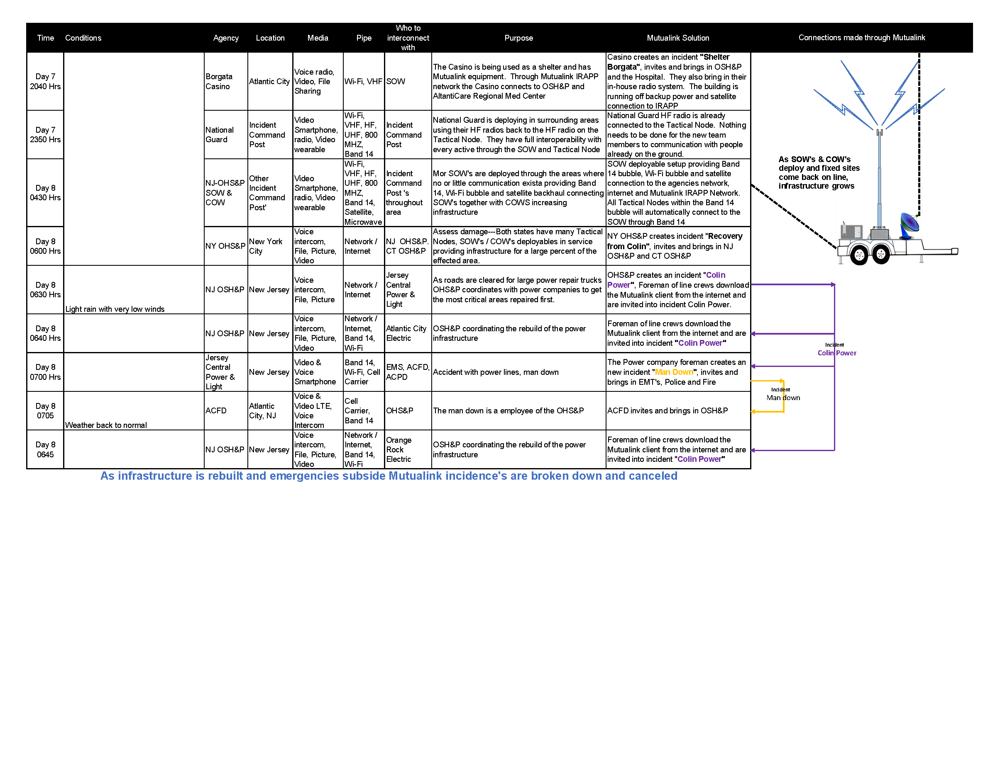 Time Conditions Agency Location Media Pipe Who to interconnect with Purpose Mutualink Solution Connections made through Mutualink
Day 7
2040 Hrs
Borgata
Casino
Atlantic City
Voice radio,
Video, File
Sharing
Wi-Fi, VHF
SOW
The Casino is being used as a shelter and has
Mutualink equipment.  Through Mutualink IRAPP
network the Casino connects to OSH&P and
AltantiCare Regional Med Center
Casino creates an incident "Shelter
Borgata", invites and brings in OSH&P
and the Hospital.  They also bring in their
in-house radio system.  The building is
running off backup power and satellite
connection to IRAPP
Day 7
2350 Hrs
National
Guard
Incident
Command
Post
Video
Smartphone,
radio, Video
wearable
Wi-Fi,
VHF, HF,
UHF, 800
MHZ,
Band 14
Incident
Command
Post
National Guard is deploying in surrounding areas
using their HF radios back to the HF radio on the
Tactical Node.  They have full interoperability with
every active through the SOW and Tactical Node
National Guard HF radio is already
connected to the Tactical Node.  Nothing
needs to be done for the new team
members to communication with people
already on the ground.
Day 8
0430 Hrs
NJ-OHS&P
SOW &
COW
Other
Incident
Command
Post'
Video
Smartphone,
radio, Video
wearable
Wi-Fi,
VHF, HF,
UHF, 800
MHZ,
Band 14,
Satellite,
Microwave
Incident
Command
Post 's
throughout
area
Mor SOW's are deployed through the areas where
no or little communication exista providing Band
14, Wi-Fi bubble and satellite backhaul connecting
SOW's together with COWS increasing
infrastructure
SOW deployable setup providing Band
14 bubble, Wi-Fi bubble and satellite
connection to the agencies network,
internet and Mutualink IRAPP Network.
All Tactical Nodes within the Band 14
bubble will automatically connect to the
SOW through Band 14
As SOW's & COW's
deploy and fixed sites
come back on line,
infrastructure grows
Day 8
0600 Hrs
NY OHS&P
New York
City
Voice
intercom,
File, Picture,
Video
Network /
Internet
NJ  OHS&P.
CT OSH&P
Assess damage---Both states have many Tactical
Nodes, SOW's / COW's deployables in service
providing infrastructure for a large percent of the
effected area.
NY OHS&P creates incident "Recovery
from Colin", invites and brings in NJ
OSH&P and CT OSH&P
Day 8
0630 Hrs
Light rain with very low winds
NJ OSH&P
New Jersey
Voice
intercom,
File, Picture
Network /
Internet
Jersey
Central
Power &
Light
As roads are cleared for large power repair trucks
OHS&P coordinates with power companies to get
the most critical areas repaired first.
OHS&P creates an incident "Colin
Power", Foreman of line crews download
the Mutualink client from the internet and
are invited into incident Colin Power.
Day 8
0640 Hrs
NJ OSH&P
New Jersey
Voice
intercom,
File, Picture,
Video
Network /
Internet,
Band 14,
Wi-Fi
Atlantic City
Electric
OSH&P coordinating the rebuild of the power
infrastructure
Foreman of line crews download the
Mutualink client from the internet and are
invited into incident "Colin Power"
Incident
Colin Power
Day 8
0700 Hrs
Jersey
Central
Power &
Light
New Jersey
Video &
Voice
Smartphone
Band 14,
Wi-Fi, Cell
Carrier
EMS, ACFD,
ACPD
Accident with power lines, man down
The Power company foreman creates an
new incident "Man Down", invites and
brings in EMT's, Police and Fire
Incident
Man down
Day 8
0705
Weather back to normal
ACFD
Atlantic
City, NJ
Voice &
Video LTE,
Voice
Intercom
Cell
Carrier,
Band 14
OHS&P
The man down is a employee of the OHS&P
ACFD invites and brings in OSH&P
Day 8
0645
NJ OSH&P
New Jersey
Voice
intercom,
File, Picture,
Video
Network /
Internet,
Band 14,
Wi-Fi
Orange
Rock
Electric
OSH&P coordinating the rebuild of the power
infrastructure
Foreman of line crews download the
Mutualink client from the internet and are
invited into incident "Colin Power"
As infrastructure is rebuilt and emergencies subside Mutualink incidence's are broken down and canceled